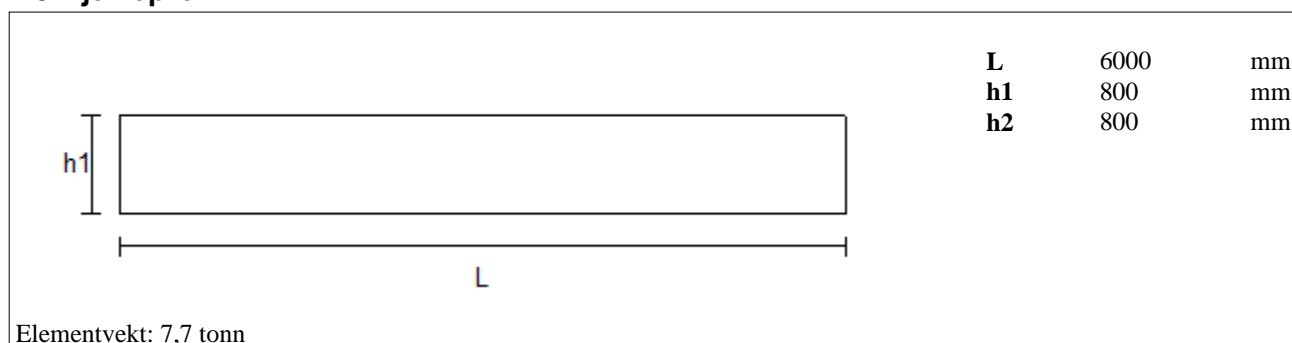 L 6000 mm
h1 800 mm
h2 800 mm
h1
L
Elementvekt: 7,7 tonn